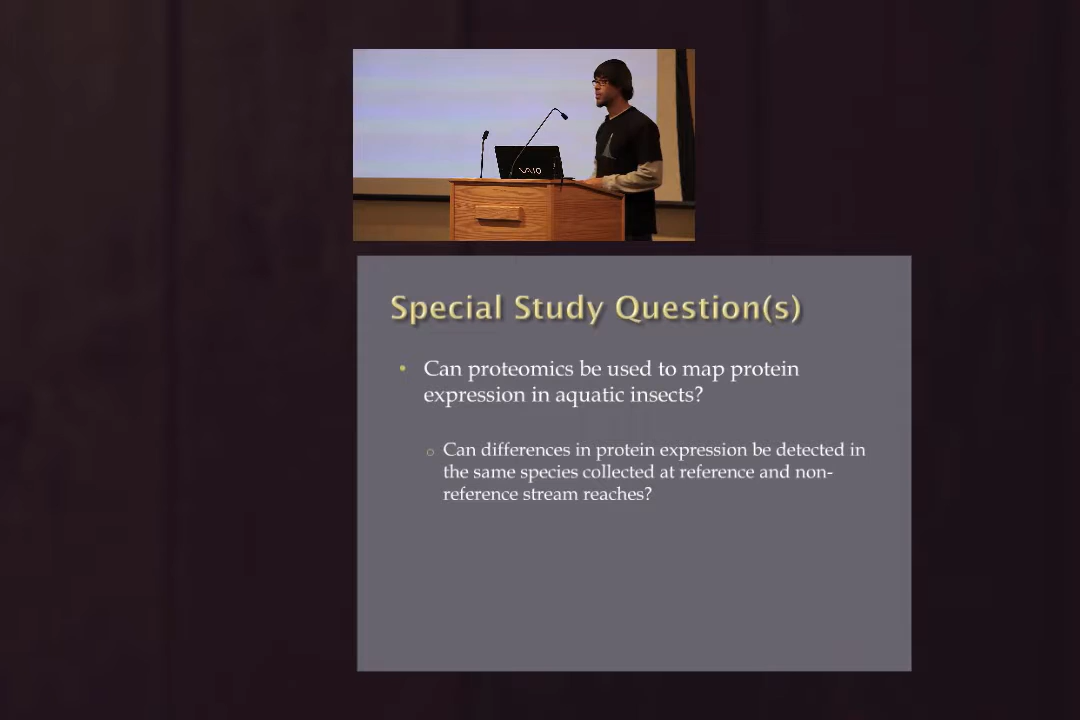 VAIO
Special Study Question(s)
Can proteomics be used to map protein
expression in aquatic insects?
Can differences in protein expression be detected in
the same species collected at reference and non-
reference stream reaches?